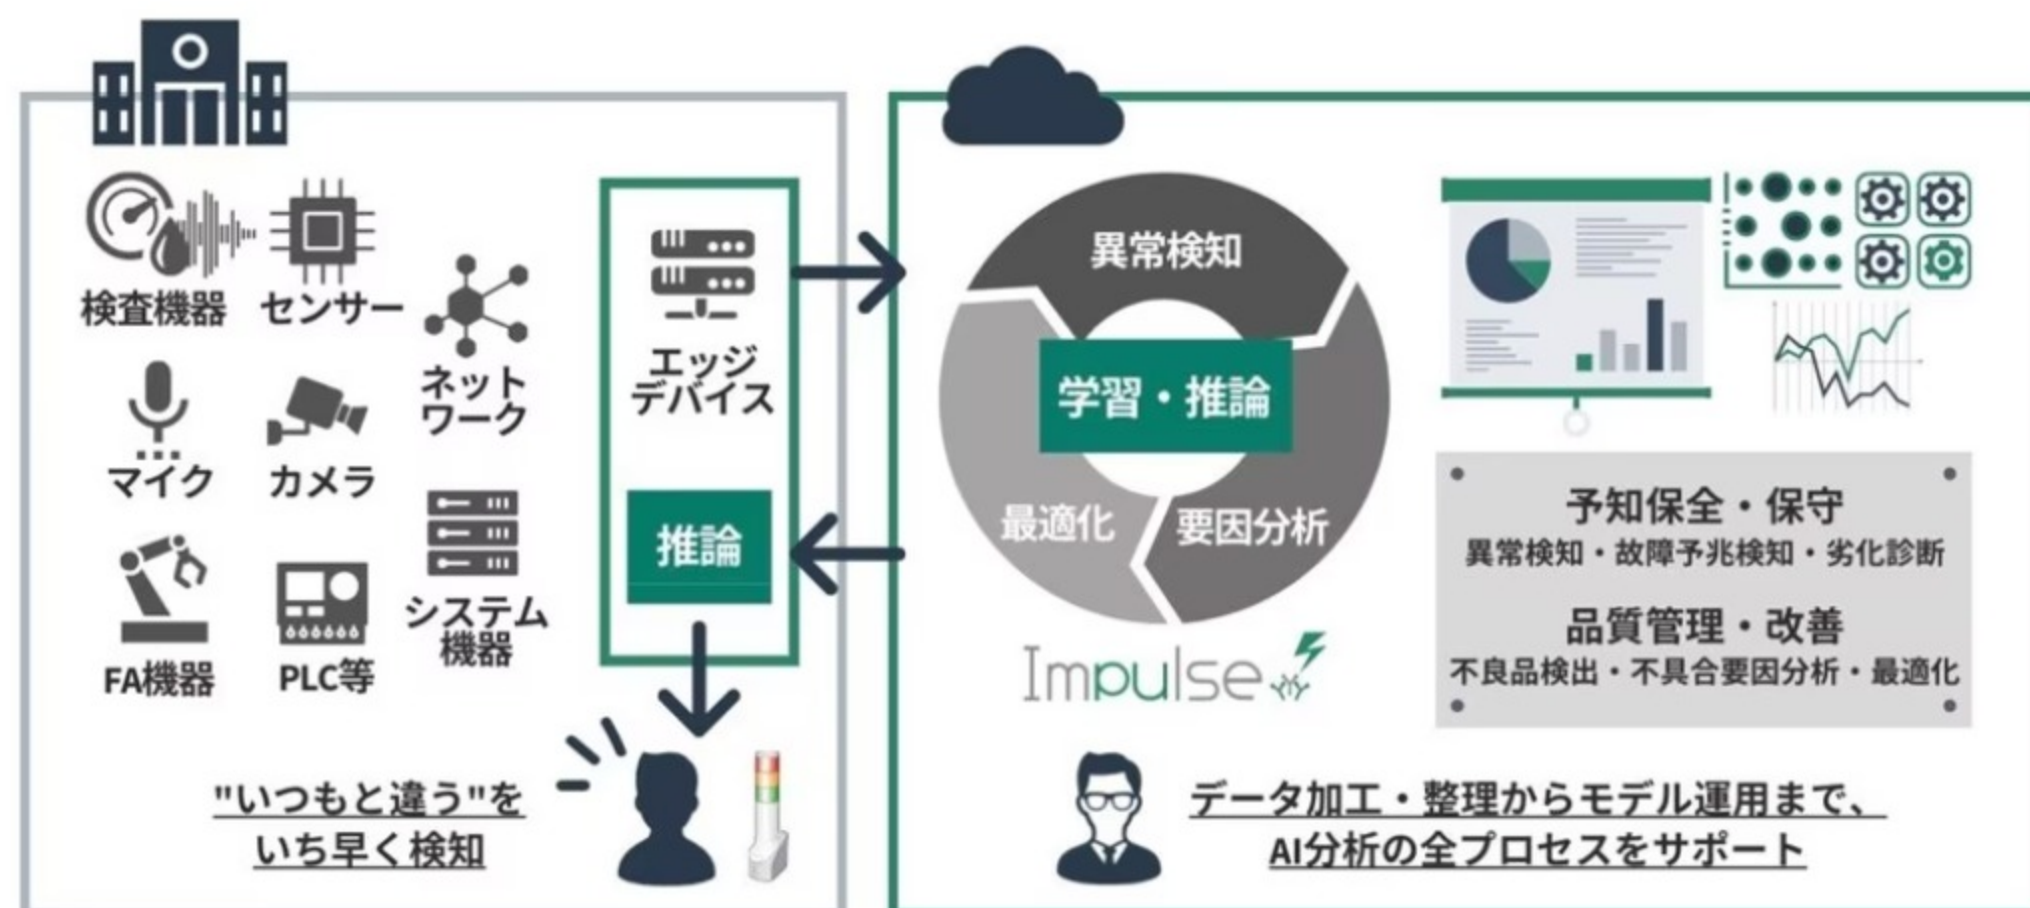 検査機器
センサー
ネット
ワーク
マイク
カメラ
FA機器
PLC等
システム
機器
エッジ
デバイス
推論
"いつもと違う"を
いち早く検知
異常検知
学習・推論
最適化
要因分析
Impulse
予知保全・保守
異常検知・故障予兆検知・劣化診断
品質管理・改善
不良品検出・不具合要因分析・最適化
データ加工・整理からモデル運用まで、
AI分析の全プロセスをサポート